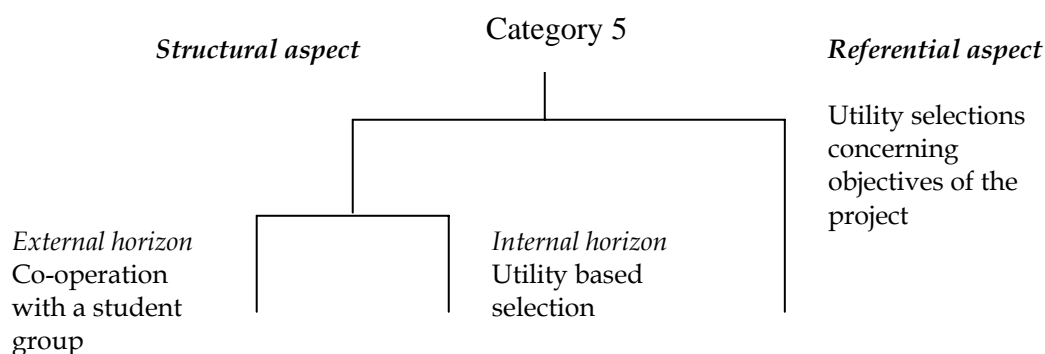 Category 5
Structural aspect
Referential aspect
Utility selections
concerning
objectives of the
project
External horizon
Co-operation
with a student
group
Internal horizon
Utility based
selection